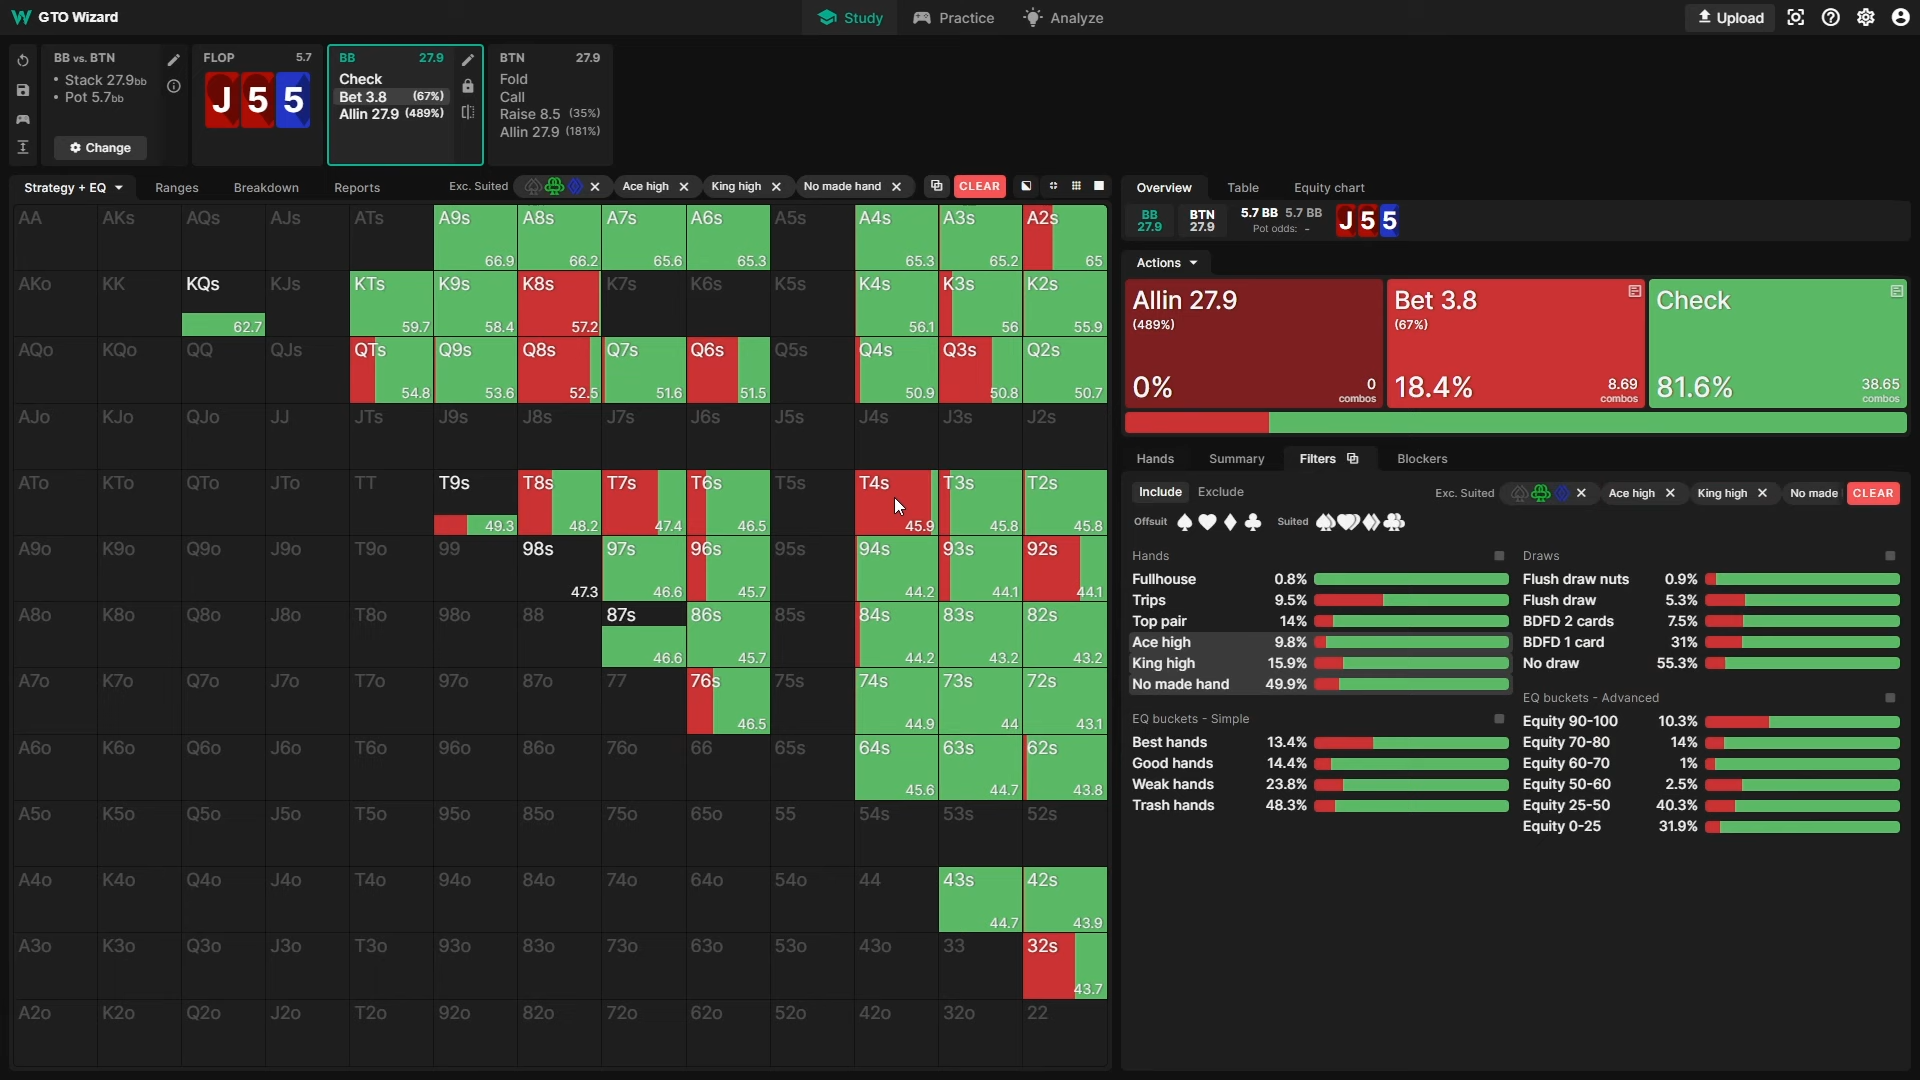 GTO Wizard
Study
Practice
Analyze
Upload
BB vs. BTN
• Stack 27.9bb
• Pot 5.7bb
Change
FLOP 5.7
J 5 5
BB 27.9
Check
Bet 3.8 (67%)
Allin 27.9 (489%)
BTN 27.9
Fold
Call
Raise 8.5 (35%)
Allin 27.9 (181%)
Strategy + EQ Ranges Breakdown Reports Exc. Suited Ace high King high No made hand CLEAR
AA AKs AQs AJs ATs A9s A8s A7s A6s A5s A4s A3s A2s
66.9 66.2 65.6 65.3 65.3 65.2 65
AKo KK KQs KJs KTs K9s K8s K7s K6s K5s K4s K3s K2s
62.7 59.7 58.4 57.2 56.1 56 55.9
AQo KQo QQ QJs QTs Q9s Q8s Q7s Q6s Q5s Q4s Q3s Q2s
54.8 53.6 52.5 51.6 51.5 50.9 50.8 50.7
AJo KJo QJo JJ JTs J9s J8s J7s J6s J5s J4s J3s J2s
ATo KTo QTo JTo TT T9s T8s T7s T6s T5s T4s T3s T2s
49.3 48.2 47.4 46.5 45.9 45.8 45.8
A9o K9o Q9o J9o T9o 99 98s 97s 96s 95s 94s 93s 92s
47.3 46.6 45.7 44.2 44.1 44.1
A8o K8o Q8o J8o T8o 98o 88 87s 86s 85s 84s 83s 82s
46.6 45.7 44.2 43.2 43.2
A7o K7o Q7o J7o T7o 97o 87o 77 76s 75s 74s 73s 72s
46.5 44.9 44 43.1
A6o K6o Q6o J6o T6o 96o 86o 76o 66 65s 64s 63s 62s
45.6 44.7 43.8
A5o K5o Q5o J5o T5o 95o 85o 75o 65o 55 54s 53s 52s
A4o K4o Q4o J4o T4o 94o 84o 74o 64o 54o 44 43s 42s
44.7 43.9
A3o K3o Q3o J3o T3o 93o 83o 73o 63o 53o 43o 33 32s
43.7
A2o K2o Q2o J2o T2o 92o 82o 72o 62o 52o 42o 32o 22
Overview Table Equity chart
BB 27.9
BTN 27.9
5.7 BB 5.7 BB
Pot odds: -
J 5 5
Actions
Allin 27.9
(489%)
0% 0 combos
Bet 3.8
(67%)
18.4% 8.69 combos
Check
81.6% 38.65 combos
Hands Summary Filters Blockers
Include Exclude Exc. Suited Ace high King high No made CLEAR
Offsuit Suited
Hands
Fullhouse 0.8%
Trips 9.5%
Top pair 14%
Ace high 9.8%
King high 15.9%
No made hand 49.9%
EQ buckets - Simple
Best hands 13.4%
Good hands 14.4%
Weak hands 23.8%
Trash hands 48.3%
Draws
Flush draw nuts 0.9%
Flush draw 5.3%
BDFD 2 cards 7.5%
BDFD 1 card 31%
No draw 55.3%
EQ buckets - Advanced
Equity 90-100 10.3%
Equity 70-80 14%
Equity 60-70 1%
Equity 50-60 2.5%
Equity 25-50 40.3%
Equity 0-25 31.9%